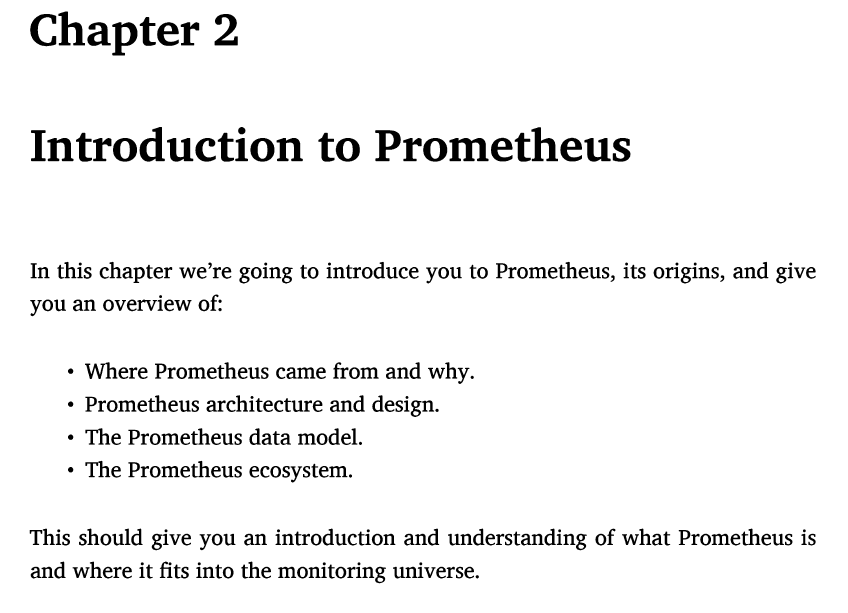 Chapter 2
Introduction to Prometheus
In this chapter we’re going to introduce you to Prometheus, its origins, and give
you an overview of:
• Where Prometheus came from and why.
• Prometheus architecture and design.
• The Prometheus data model.
• The Prometheus ecosystem.
This should give you an introduction and understanding of what Prometheus is
and where it fits into the monitoring universe.